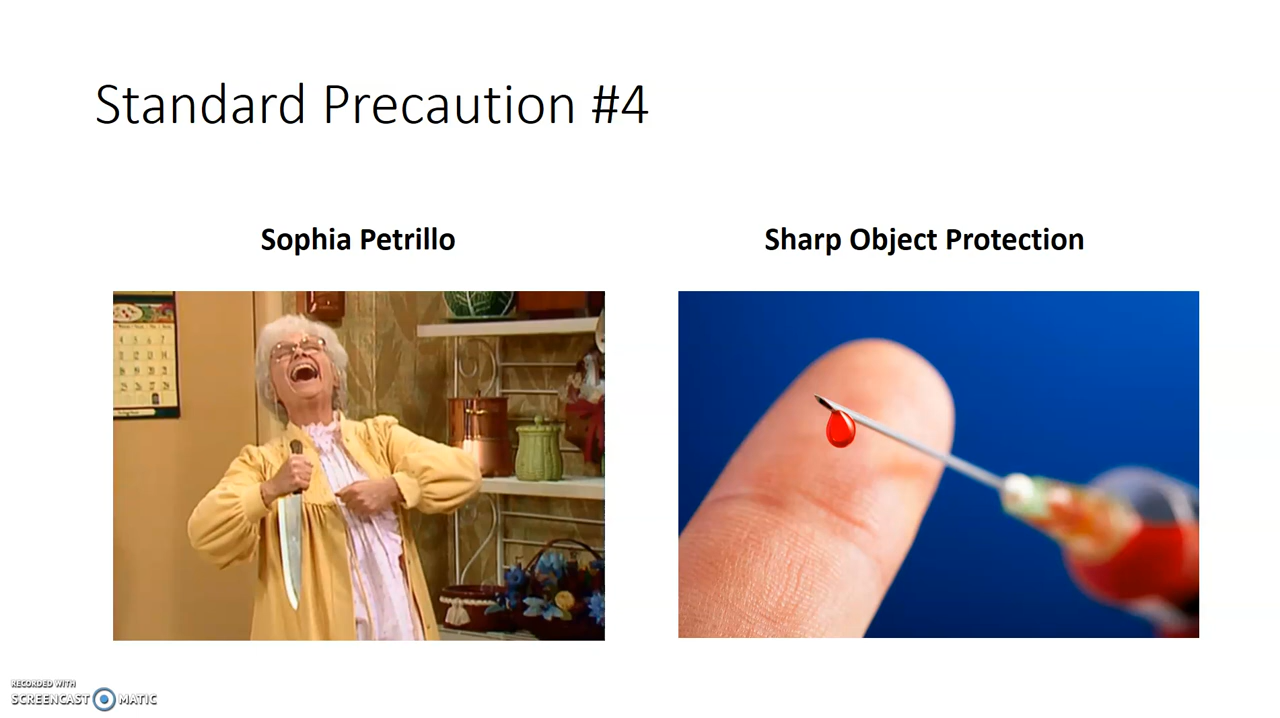 Standard Precaution #4
Sophia Petrillo
Sharp Object Protection
RECORDED WITH
SCREENCAST MATIC